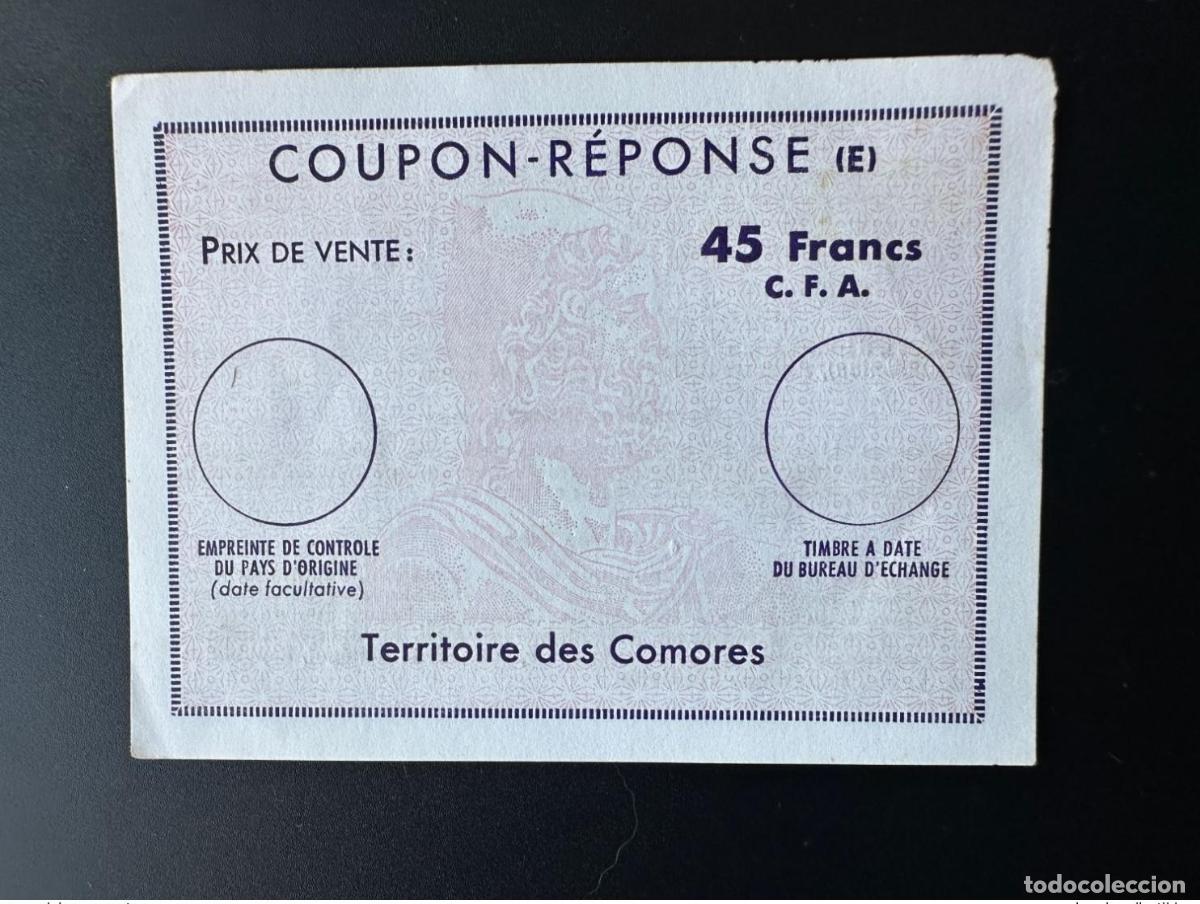 COUPON-RÉPONSE (E)
PRIX DE VENTE : 45 Francs
C. F. A.
EMPREINTE DE CONTROLE
DU PAYS D'ORIGINE
(date facultative)
TIMBRE A DATE
DU BUREAU D'ECHANGE
Territoire des Comores
todocoleccion